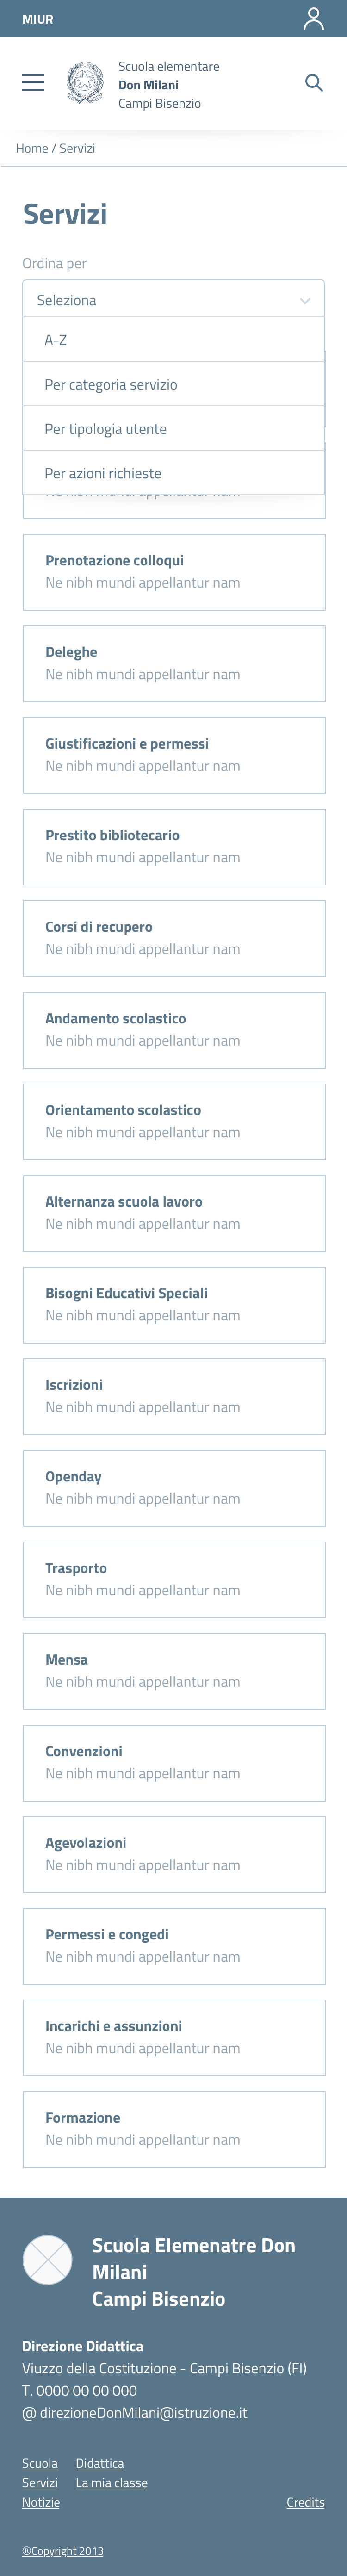 MIUR
Scuola elementare
Don Milani
Campi Bisenzio
Home / Servizi
Servizi
Ordina per
Seleziona
A-Z
Per categoria servizio
Per tipologia utente
Per azioni richieste
Prenotazione colloqui
Ne nibh mundi appellantur nam
Deleghe
Ne nibh mundi appellantur nam
Giustificazioni e permessi
Ne nibh mundi appellantur nam
Prestito bibliotecario
Ne nibh mundi appellantur nam
Corsi di recupero
Ne nibh mundi appellantur nam
Andamento scolastico
Ne nibh mundi appellantur nam
Orientamento scolastico
Ne nibh mundi appellantur nam
Alternanza scuola lavoro
Ne nibh mundi appellantur nam
Bisogni Educativi Speciali
Ne nibh mundi appellantur nam
Iscrizioni
Ne nibh mundi appellantur nam
Openday
Ne nibh mundi appellantur nam
Trasporto
Ne nibh mundi appellantur nam
Mensa
Ne nibh mundi appellantur nam
Convenzioni
Ne nibh mundi appellantur nam
Agevolazioni
Ne nibh mundi appellantur nam
Permessi e congedi
Ne nibh mundi appellantur nam
Incarichi e assunzioni
Ne nibh mundi appellantur nam
Formazione
Ne nibh mundi appellantur nam
Scuola Elemenatre Don
Milani
Campi Bisenzio
Direzione Didattica
Viuzzo della Costituzione - Campi Bisenzio (FI)
T. 0000 00 00 000
@ direzioneDonMilani@istruzione.it
Scuola Didattica
Servizi La mia classe
Notizie Credits
®Copyright 2013